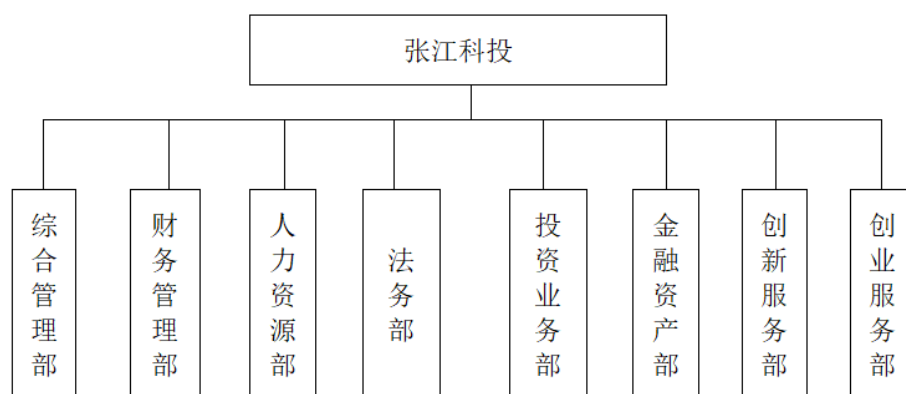 张江科投
综合管理部
财务管理部
人力资源部
法务部
投资业务部
金融资产部
创新服务部
创业服务部